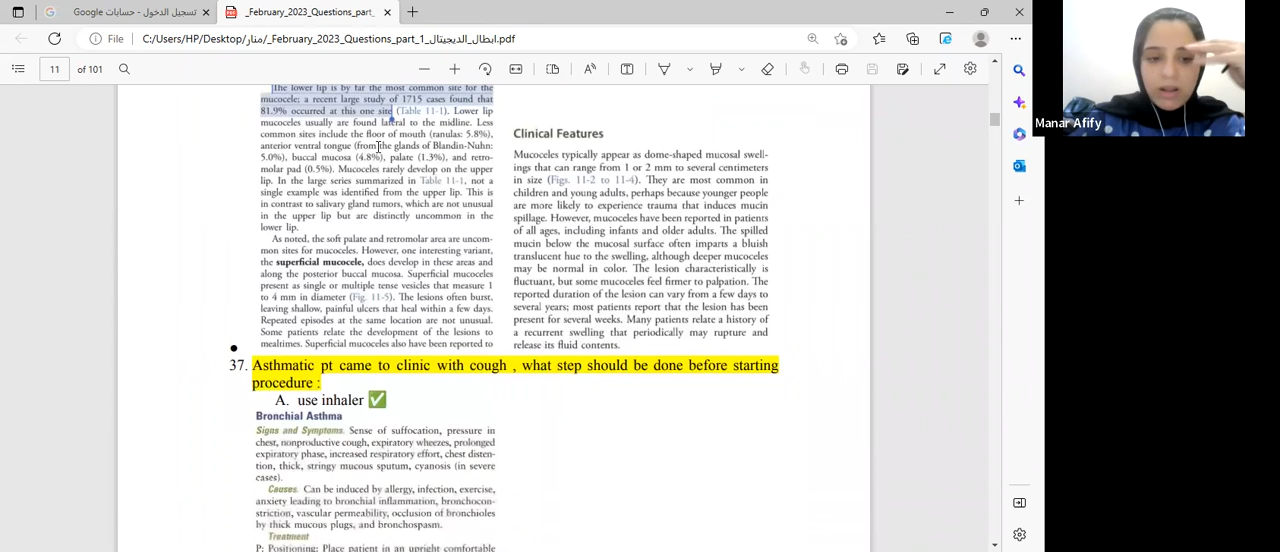 تسجيل الدخول - حسابات Google
_February_2023_Questions_part_
File
C:/Users/HP/Desktop/منار/_February_2023_Questions_part_1_ابطال_الديجيتال.pdf
11 of 101
The lower lip is by far the most common site for the
mucocele; a recent large study of 1715 cases found that
81.9% occurred at this one site (Table 11-1). Lower lip
mucoceles usually are found lateral to the midline. Less
common sites include the floor of mouth (ranulas: 5.8%),
anterior ventral tongue (from the glands of Blandin-Nuhn:
5.0%), buccal mucosa (4.8%), palate (1.3%), and retro-
molar pad (0.5%). Mucoceles rarely develop on the upper
lip. In the large series summarized in Table 11-1, not a
single example was identified from the upper lip. This is
in contrast to salivary gland tumors, which are not unusual
in the upper lip but are distinctly uncommon in the
lower lip.
As noted, the soft palate and retromolar area are uncom-
mon sites for mucoceles. However, one interesting variant,
the superficial mucocele, does develop in these areas and
along the posterior buccal mucosa. Superficial mucoceles
present as single or multiple tense vesicles that measure 1
to 4 mm in diameter (Fig. 11-5). The lesions often burst,
leaving shallow, painful ulcers that heal within a few days.
Repeated episodes at the same location are not unusual.
Some patients relate the development of the lesions to
mealtimes. Superficial mucoceles also have been reported to
Clinical Features
Mucoceles typically appear as dome-shaped mucosal swell-
ings that can range from 1 or 2 mm to several centimeters
in size (Figs. 11-2 to 11-4). They are most common in
children and young adults, perhaps because younger people
are more likely to experience trauma that induces mucin
spillage. However, mucoceles have been reported in patients
of all ages, including infants and older adults. The spilled
mucin below the mucosal surface often imparts a bluish
translucent hue to the swelling, although deeper mucoceles
may be normal in color. The lesion characteristically is
fluctuant, but some mucoceles feel firmer to palpation. The
reported duration of the lesion can vary from a few days to
several years; most patients report that the lesion has been
present for several weeks. Many patients relate a history of
a recurrent swelling that periodically may rupture and
release its fluid contents.
37. Asthmatic pt came to clinic with cough , what step should be done before starting
procedure :
A. use inhaler ✅
Bronchial Asthma
Signs and Symptoms. Sense of suffocation, pressure in
chest, nonproductive cough, expiratory wheezes, prolonged
expiratory phase, increased respiratory effort, chest disten-
tion, thick, stringy mucous sputum, cyanosis (in severe
cases).
Causes. Can be induced by allergy, infection, exercise,
anxiety leading to bronchial inflammation, bronchocon-
striction, vascular permeability, occlusion of bronchioles
by thick mucous plugs, and bronchospasm.
Treatment
P: Positioning: Place patient in an upright comfortable
Manar Afify